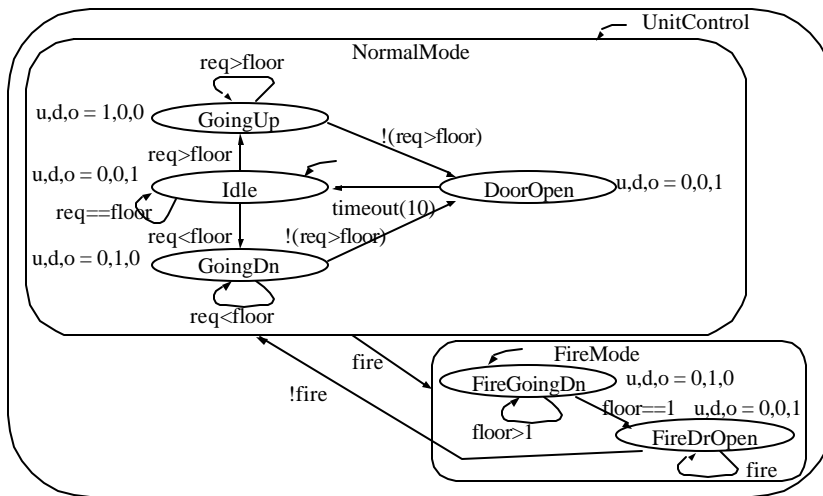 UnitControl
NormalMode
req>floor
u,d,o = 1,0,0
GoingUp
!(req>floor)
req>floor
u,d,o = 0,0,1
Idle
DoorOpen
u,d,o = 0,0,1
req==floor
timeout(10)
req<floor
!(req>floor)
u,d,o = 0,1,0
GoingDn
req<floor
fire
FireMode
!fire
FireGoingDn
u,d,o = 0,1,0
floor==1
u,d,o = 0,0,1
floor>1
FireDrOpen
fire